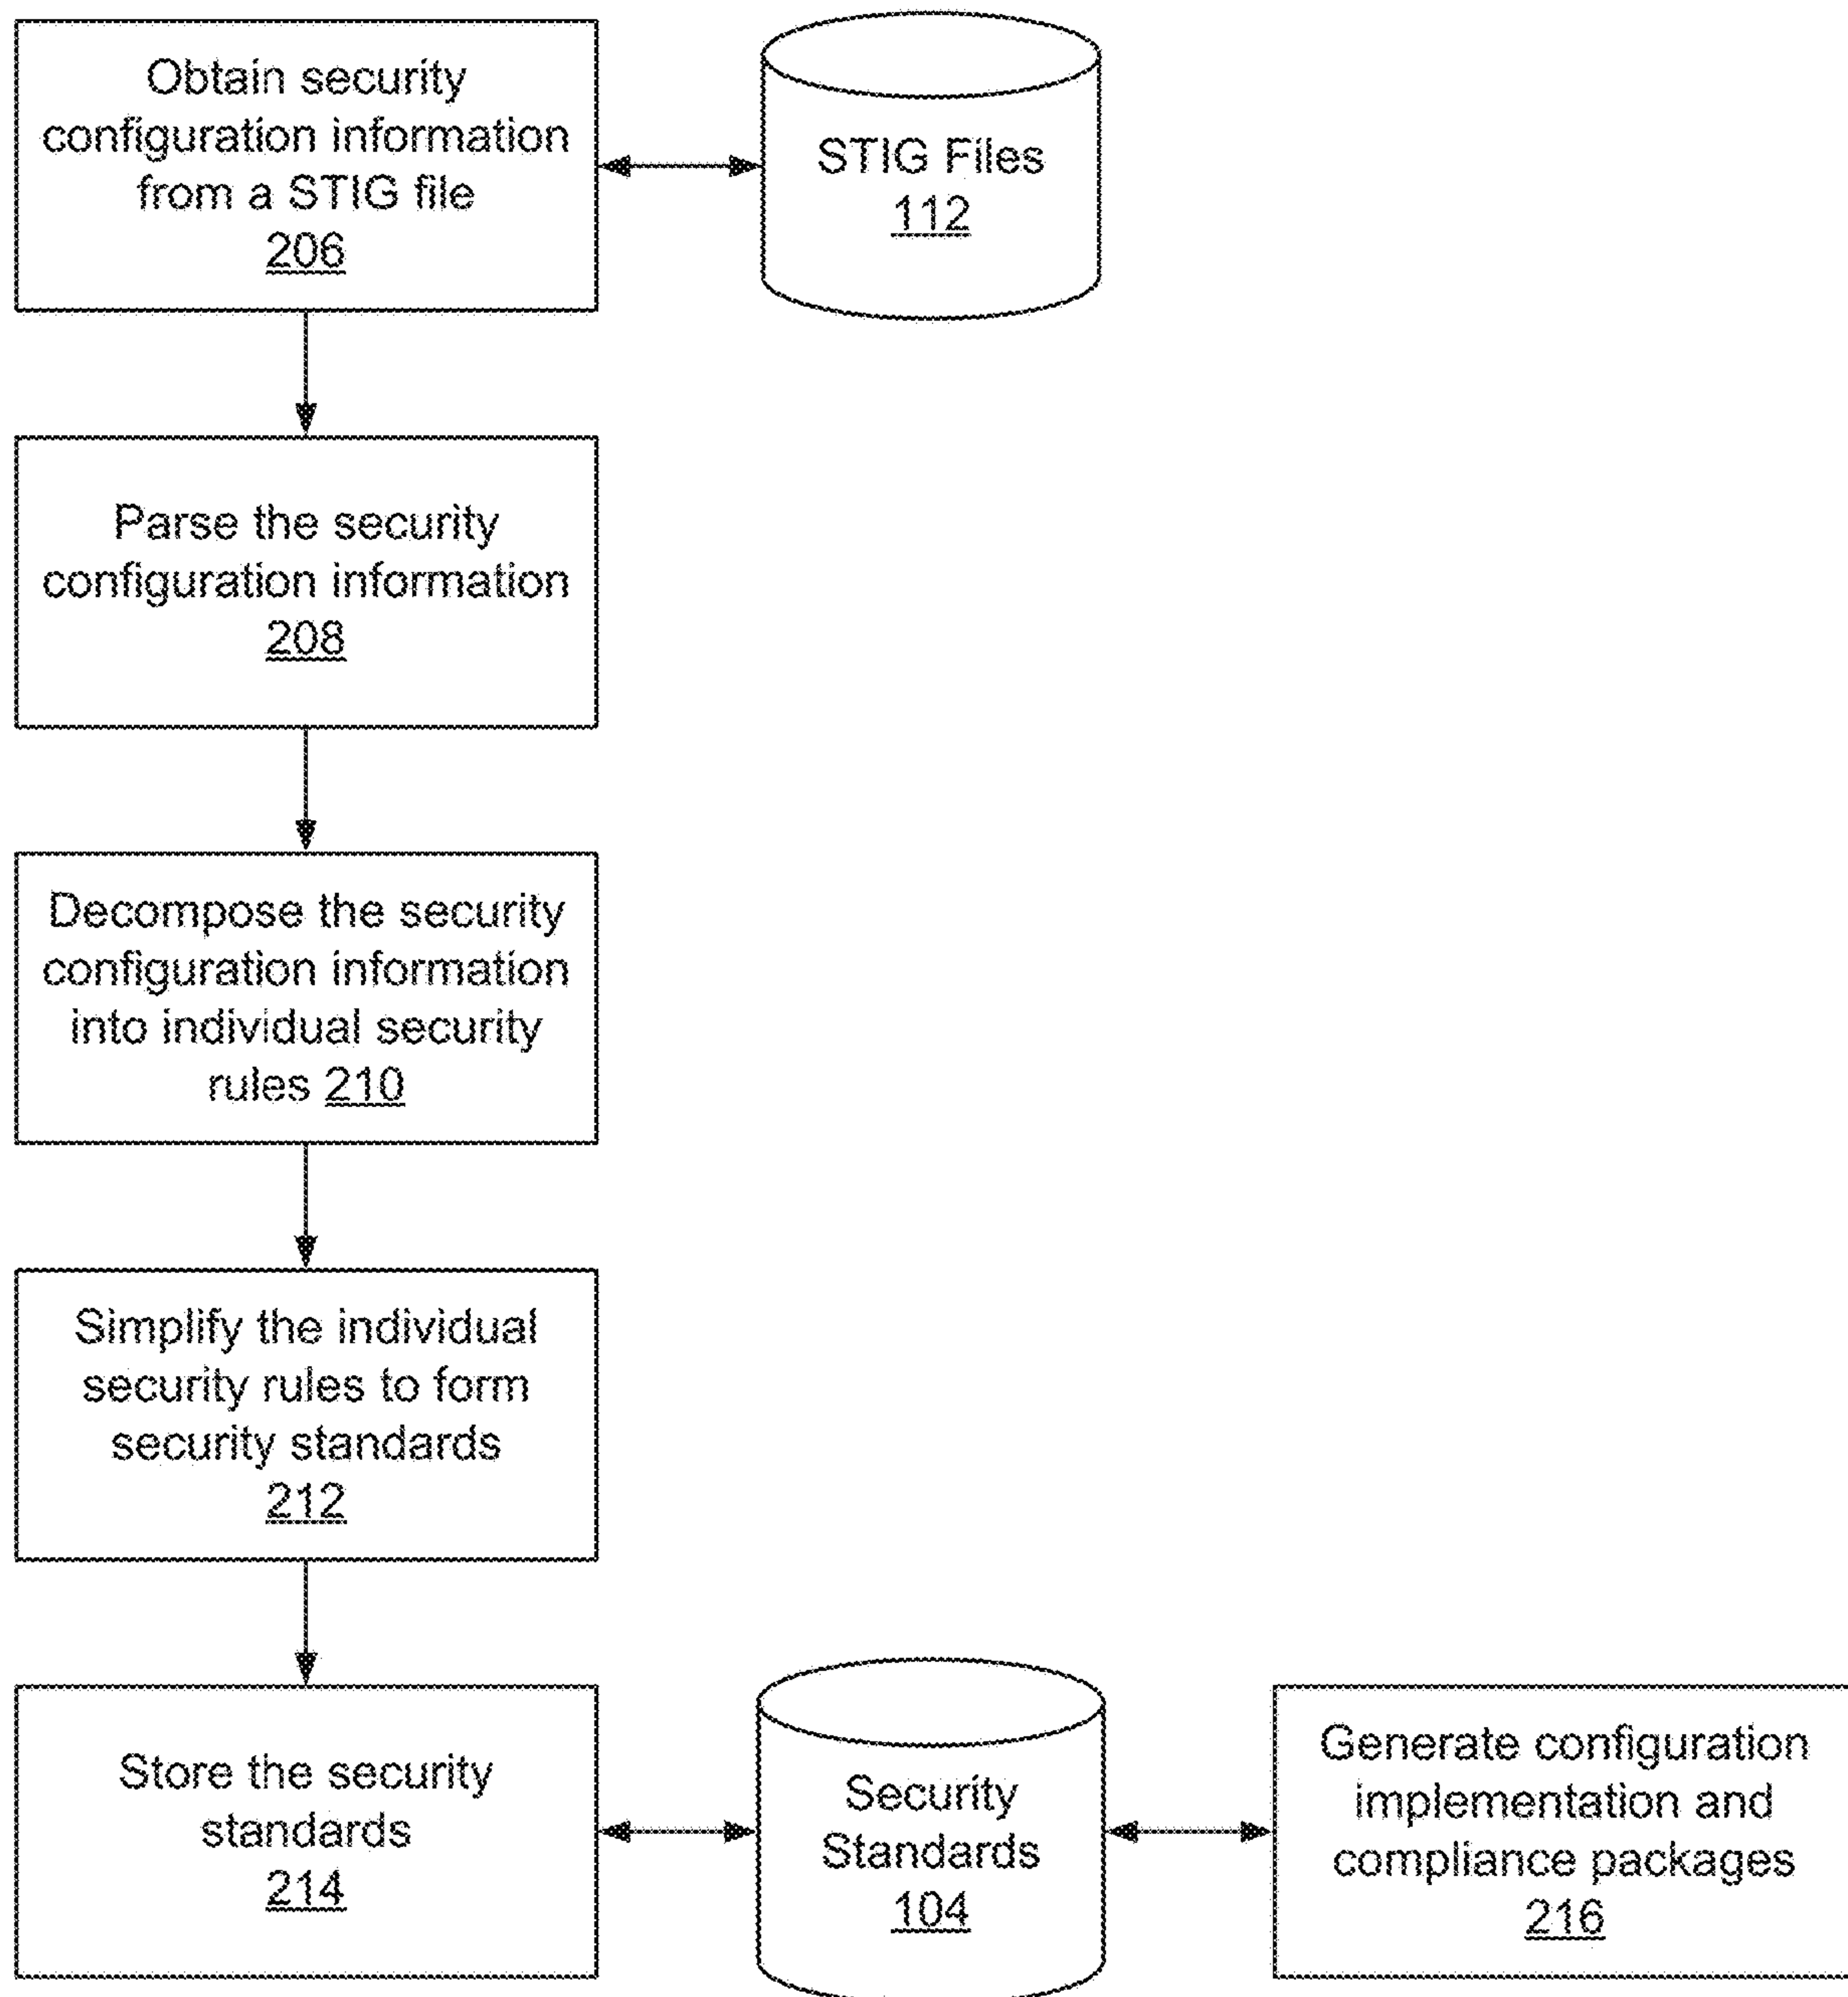 Obtain security
configuration information
from a STIG file
206
STIG Files
112
Parse the security
configuration information
208
Decompose the security
configuration information
into individual security
rules 210
Simplify the individual
security rules to form
security standards
212
Store the security
standards
214
Security
Standards
104
Generate configuration
implementation and
compliance packages
216